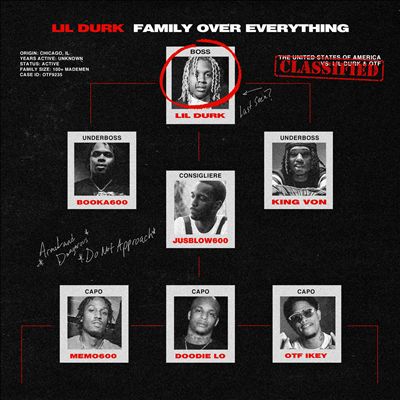 LIL DURK FAMILY OVER EVERYTHING
ORIGIN: CHICAGO, IL
YEARS ACTIVE: UNKNOWN
STATUS: ACTIVE
FAMILY SIZE: 100+ MADEMEN
CASE ID: OTF9235
BOSS
LIL DURK
THE UNITED STATES OF AMERICA
VS. LIL DURK & OTF
CLASSIFIED
Last Seen?
UNDERBOSS
BOOKA600
UNDERBOSS
KING VON
CONSIGLIERE
JUSBLOW600
* Armed and Dangerous *
*Do Not Approach*
CAPO
MEMO600
CAPO
DOODIE LO
CAPO
OTF IKEY